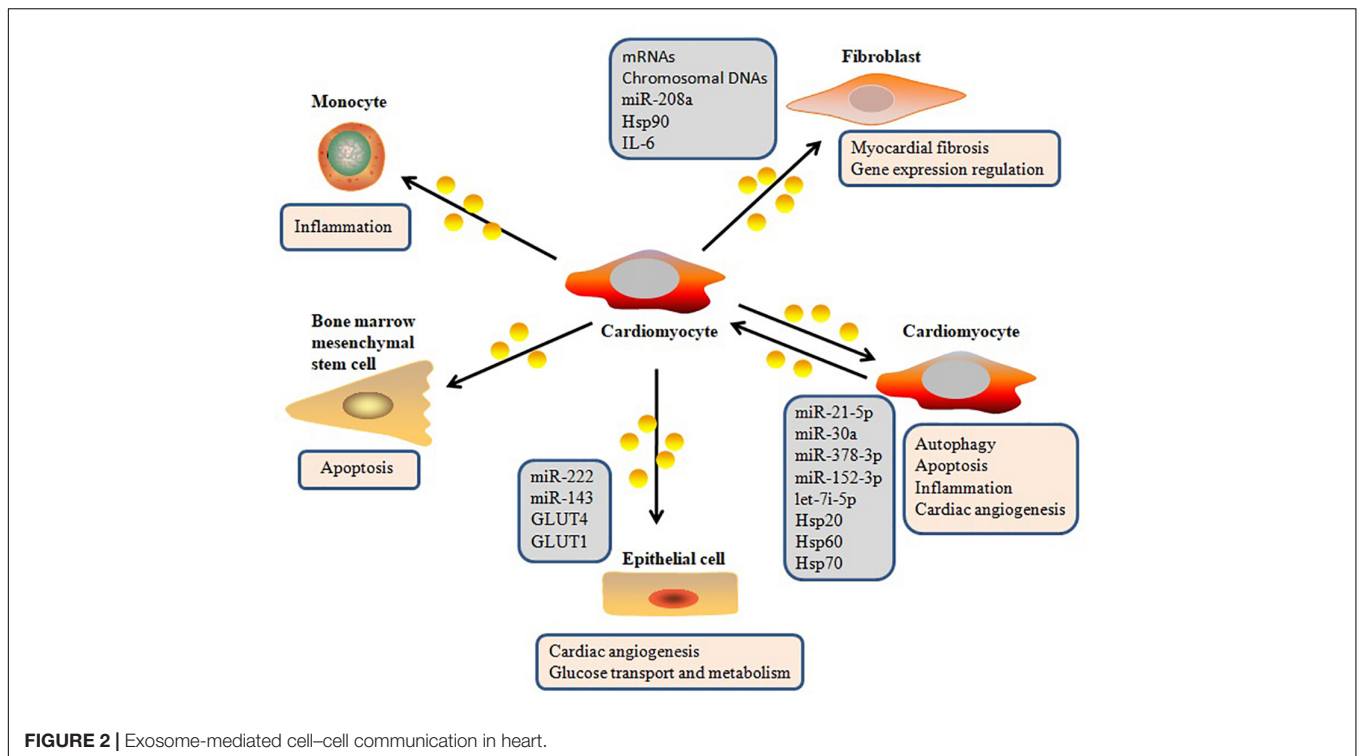 mRNAs
Chromosomal DNAs
miR-208a
Hsp90
IL-6
Fibroblast
Myocardial fibrosis
Gene expression regulation
Monocyte
Inflammation
Cardiomyocyte
Bone marrow
mesenchymal
stem cell
Apoptosis
Cardiomyocyte
miR-21-5p
miR-30a
miR-378-3p
miR-152-3p
let-7i-5p
Hsp20
Hsp60
Hsp70
Autophagy
Apoptosis
Inflammation
Cardiac angiogenesis
miR-222
miR-143
GLUT4
GLUT1
Epithelial cell
Cardiac angiogenesis
Glucose transport and metabolism
FIGURE 2 | Exosome-mediated cell–cell communication in heart.